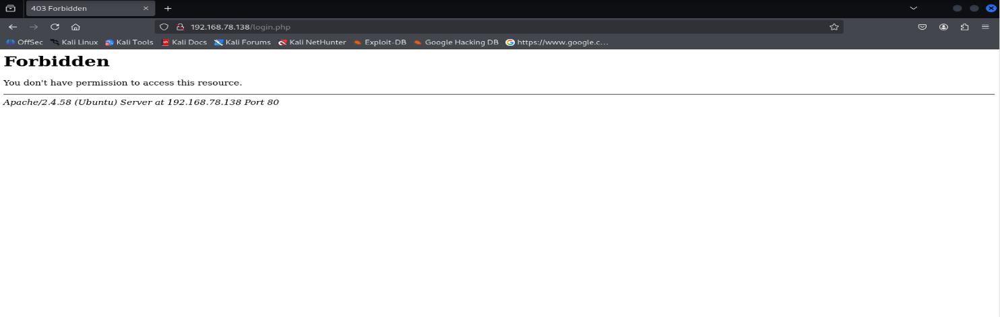 403 Forbidden
192.168.78.138/login.php
OffSec Kali Linux Kali Tools Kali Docs Kali Forums Kali NetHunter Exploit-DB Google Hacking DB https://www.google.c...
Forbidden
You don't have permission to access this resource.
Apache/2.4.58 (Ubuntu) Server at 192.168.78.138 Port 80